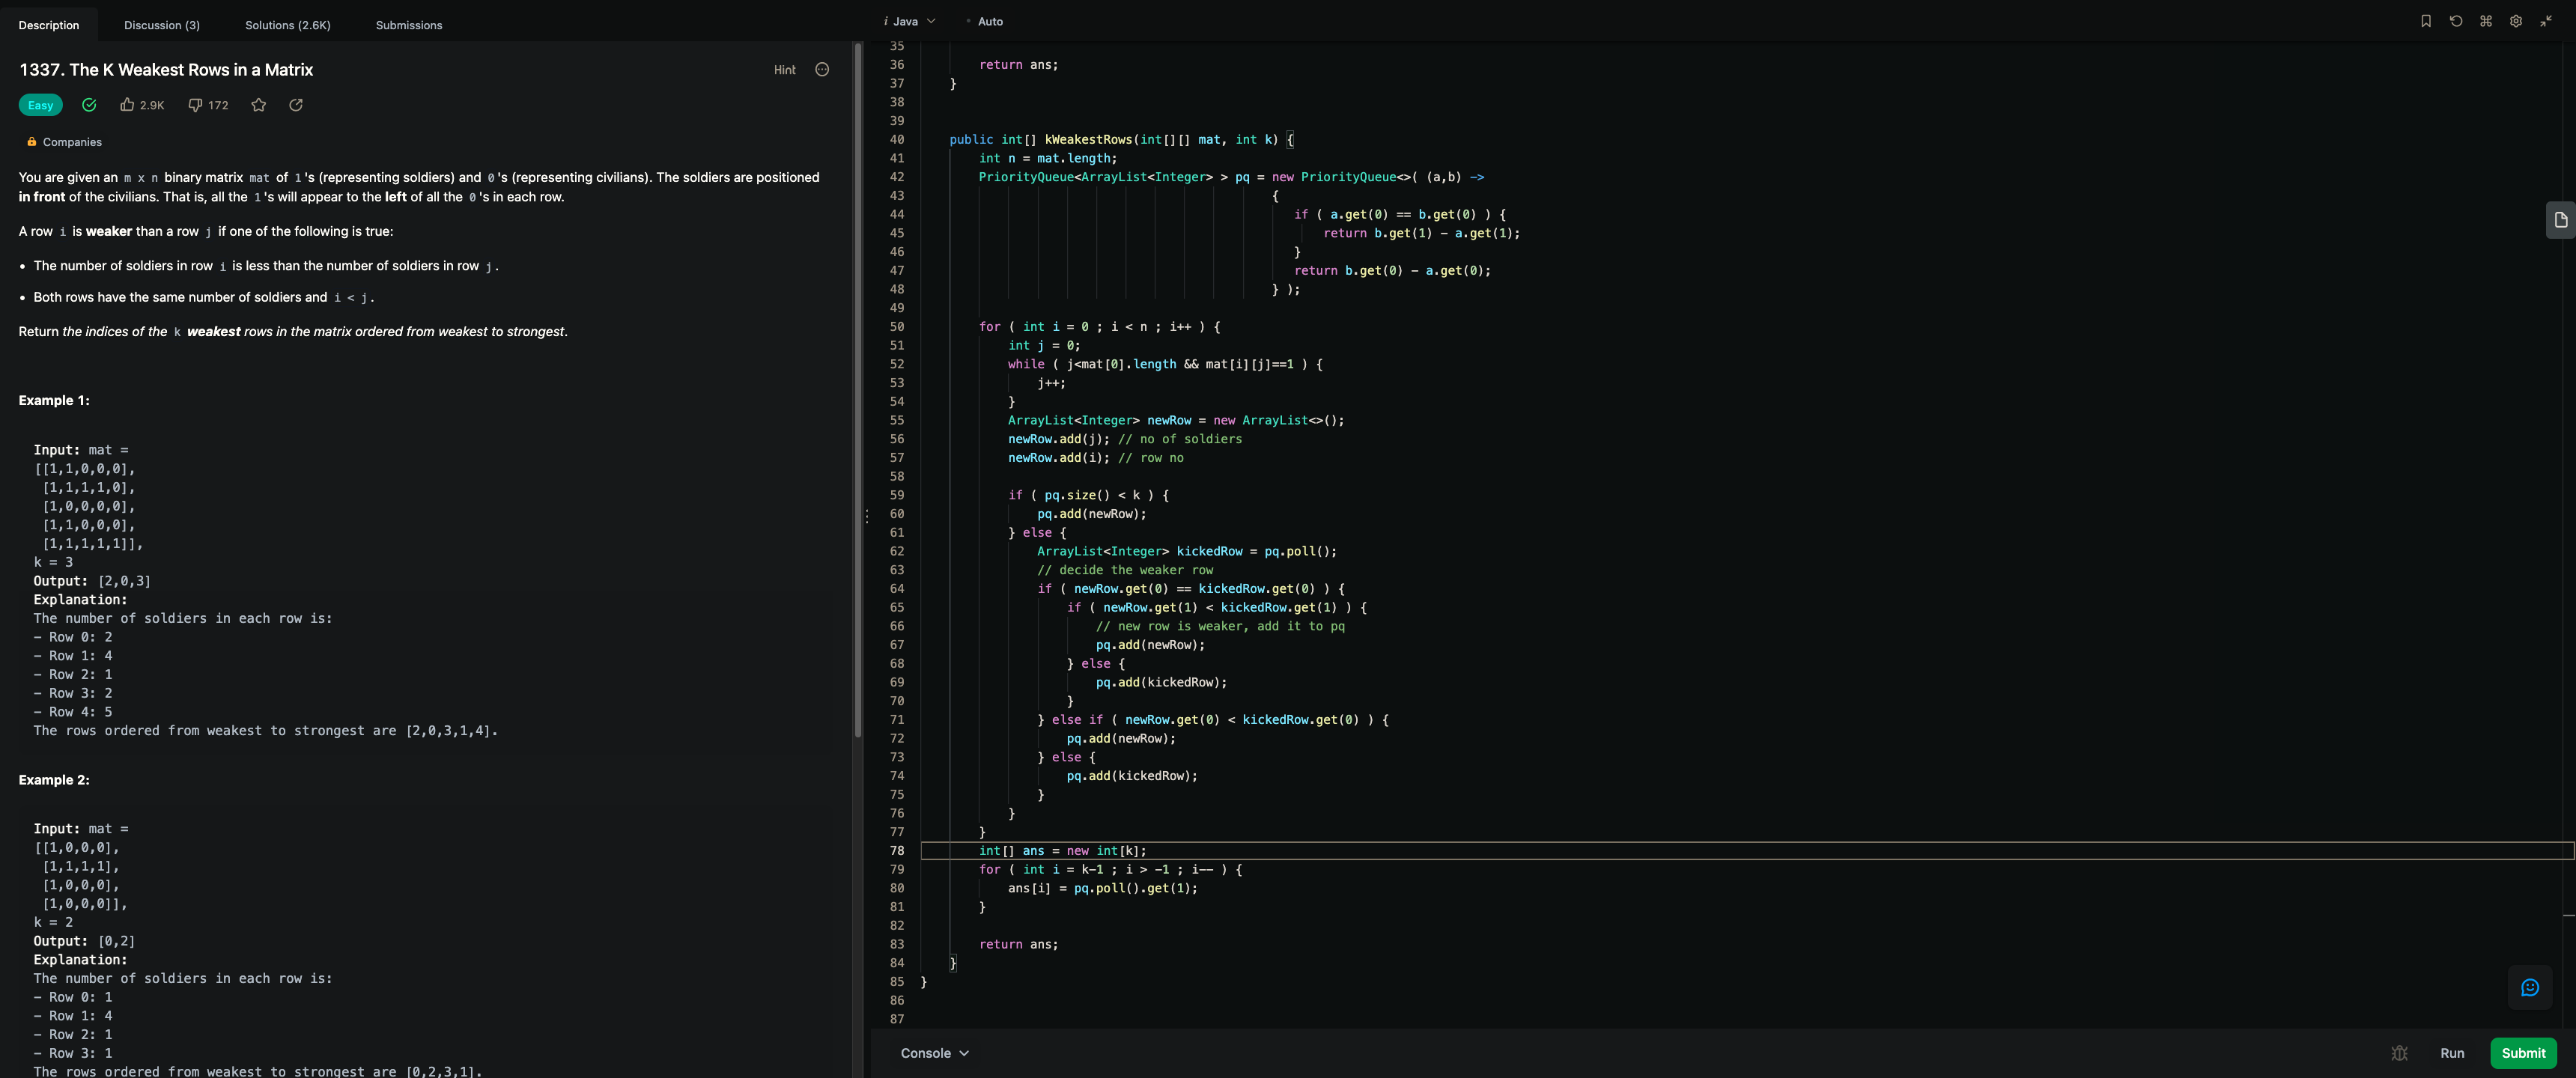 Description
Discussion (3)
Solutions (2.6K)
Submissions
1337. The K Weakest Rows in a Matrix
Hint
Easy
2.9K
172
Companies
You are given an m x n binary matrix mat of 1 's (representing soldiers) and 0 's (representing civilians). The soldiers are positioned
in front of the civilians. That is, all the 1 's will appear to the left of all the 0 's in each row.
A row i is weaker than a row j if one of the following is true:
• The number of soldiers in row i is less than the number of soldiers in row j .
• Both rows have the same number of soldiers and i < j .
Return the indices of the k weakest rows in the matrix ordered from weakest to strongest.
Example 1:
Input: mat =
[[1,1,0,0,0],
[1,1,1,1,0],
[1,0,0,0,0],
[1,1,0,0,0],
[1,1,1,1,1]],
k = 3
Output: [2,0,3]
Explanation:
The number of soldiers in each row is:
- Row 0: 2
- Row 1: 4
- Row 2: 1
- Row 3: 2
- Row 4: 5
The rows ordered from weakest to strongest are [2,0,3,1,4].
Example 2:
Input: mat =
[[1,0,0,0],
[1,1,1,1],
[1,0,0,0],
[1,0,0,0]],
k = 2
Output: [0,2]
Explanation:
The number of soldiers in each row is:
- Row 0: 1
- Row 1: 4
- Row 2: 1
- Row 3: 1
The rows ordered from weakest to strongest are [0,2,3,1].
i Java
• Auto
35
36 return ans;
37 }
38
39
40 public int[] kWeakestRows(int[][] mat, int k) {
41 int n = mat.length;
42 PriorityQueue<ArrayList<Integer> > pq = new PriorityQueue<>( (a,b) ->
43 {
44 if ( a.get(0) == b.get(0) ) {
45 return b.get(1) - a.get(1);
46 }
47 return b.get(0) - a.get(0);
48 } );
49
50 for ( int i = 0 ; i < n ; i++ ) {
51 int j = 0;
52 while ( j<mat[0].length && mat[i][j]==1 ) {
53 j++;
54 }
55 ArrayList<Integer> newRow = new ArrayList<>();
56 newRow.add(j); // no of soldiers
57 newRow.add(i); // row no
58
59 if ( pq.size() < k ) {
60 pq.add(newRow);
61 } else {
62 ArrayList<Integer> kickedRow = pq.poll();
63 // decide the weaker row
64 if ( newRow.get(0) == kickedRow.get(0) ) {
65 if ( newRow.get(1) < kickedRow.get(1) ) {
66 // new row is weaker, add it to pq
67 pq.add(newRow);
68 } else {
69 pq.add(kickedRow);
70 }
71 } else if ( newRow.get(0) < kickedRow.get(0) ) {
72 pq.add(newRow);
73 } else {
74 pq.add(kickedRow);
75 }
76 }
77 }
78 int[] ans = new int[k];
79 for ( int i = k-1 ; i > -1 ; i-- ) {
80 ans[i] = pq.poll().get(1);
81 }
82
83 return ans;
84 }
85 }
86
87
Console
Run
Submit